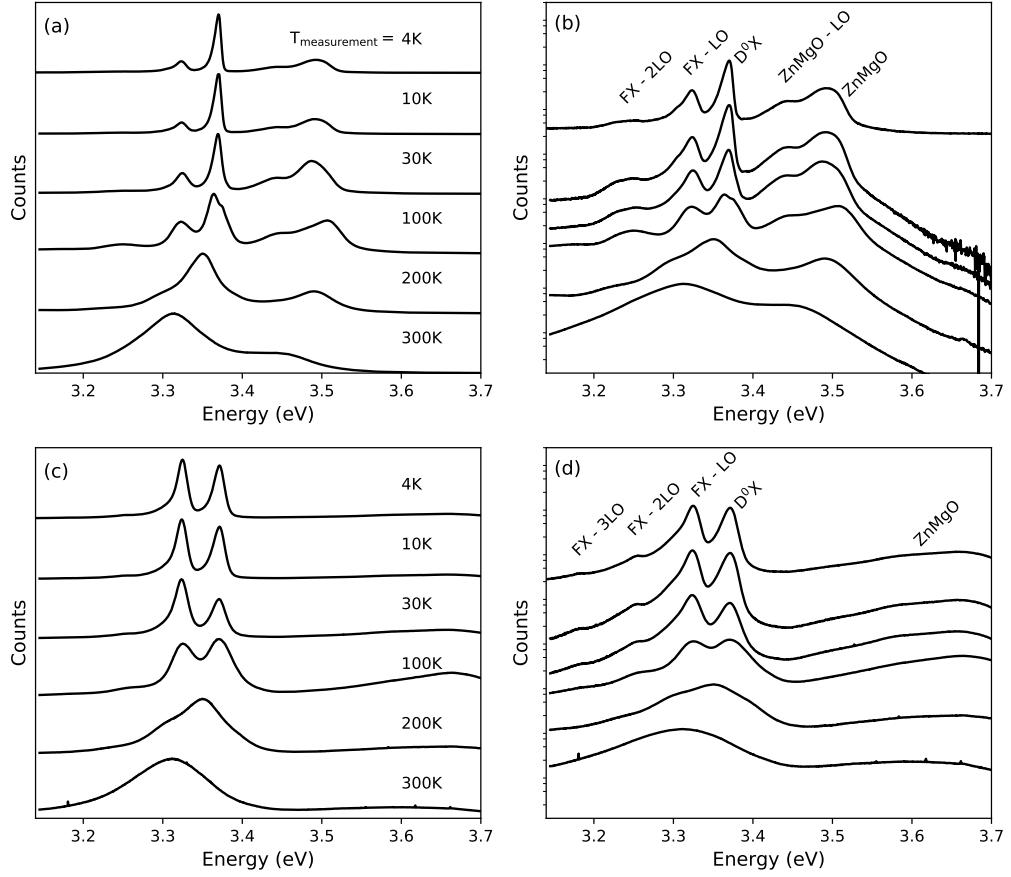 (a)
T_measurement = 4K
10K
30K
100K
200K
300K
Counts
3.2 3.3 3.4 3.5 3.6 3.7
Energy (eV)
(b)
FX - 2LO
FX - LO
D⁰X
ZnMgO - LO
ZnMgO
Counts
3.2 3.3 3.4 3.5 3.6 3.7
Energy (eV)
(c)
4K
10K
30K
100K
200K
300K
Counts
3.2 3.3 3.4 3.5 3.6 3.7
Energy (eV)
(d)
FX - 3LO
FX - 2LO
FX - LO
D⁰X
ZnMgO
Counts
3.2 3.3 3.4 3.5 3.6 3.7
Energy (eV)